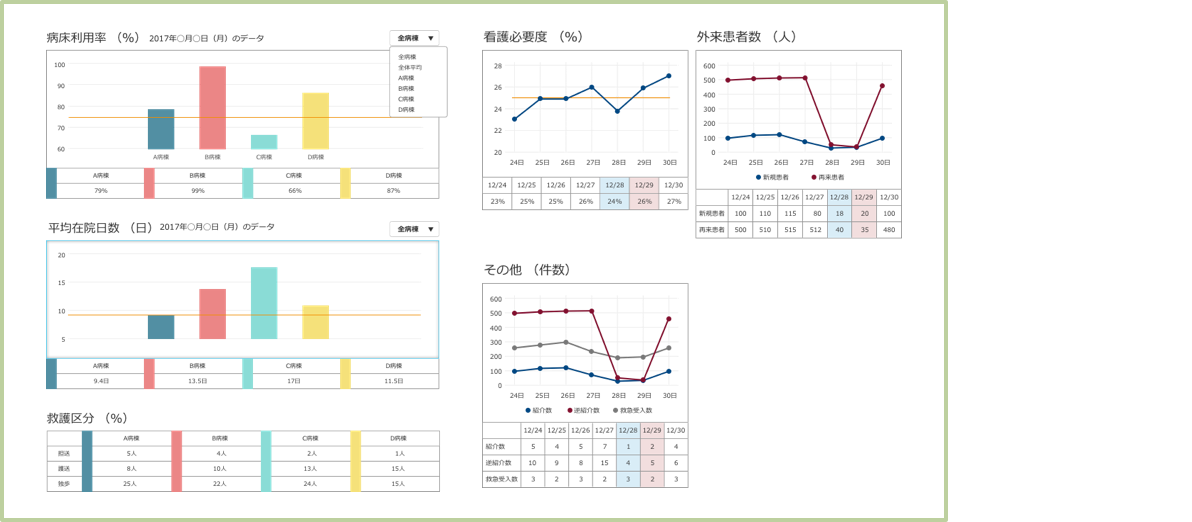 病床利用率 （%） 2017年○月○日（月）のデータ
全病棟 ▼
全病棟
全体平均
A病棟
B病棟
C病棟
D病棟
100
90
80
70
60
A病棟 B病棟 C病棟 D病棟
A病棟 B病棟 C病棟 D病棟
79% 99% 66% 87%
平均在院日数 （日） 2017年○月○日（月）のデータ
全病棟 ▼
20
15
10
5
A病棟 B病棟 C病棟 D病棟
9.4日 13.5日 17日 11.5日
救護区分 （%）
A病棟 B病棟 C病棟 D病棟
担送 5人 4人 2人 1人
護送 8人 10人 13人 15人
独歩 25人 22人 24人 15人
看護必要度 （%）
28
26
24
22
20
24日 25日 26日 27日 28日 29日 30日
12/24 12/25 12/26 12/27 12/28 12/29 12/30
23% 25% 25% 26% 24% 26% 27%
外来患者数 （人）
600
500
400
300
200
100
0
24日 25日 26日 27日 28日 29日 30日
新規患者 再来患者
12/24 12/25 12/26 12/27 12/28 12/29 12/30
新規患者 100 110 115 80 18 20 100
再来患者 500 510 515 512 40 35 480
その他 （件数）
600
500
400
300
200
100
0
24日 25日 26日 27日 28日 29日 30日
紹介数 逆紹介数 救急受入数
12/24 12/25 12/26 12/27 12/28 12/29 12/30
紹介数 5 4 5 7 1 2 4
逆紹介数 10 9 8 15 4 5 6
救急受入数 3 2 3 2 3 2 3